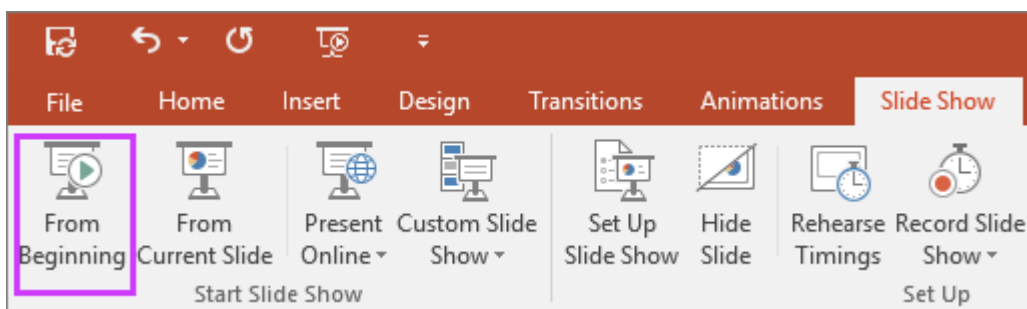 File Home Insert Design Transitions Animations Slide Show
From From Present Custom Slide Set Up Hide Rehearse Record Slide
Beginning Current Slide Online Show Slide Show Slide Timings Show
Start Slide Show Set Up